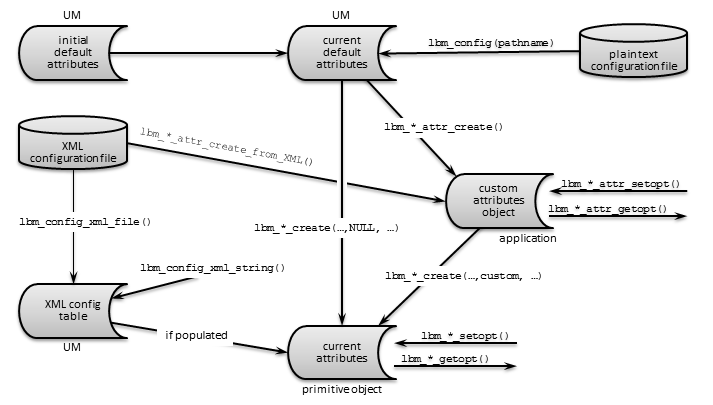 UM
UM
initial
default
attributes
current
default
attributes
lbm_config(pathname)
plain text
configuration file
lbm_*_attr_create()
XML
configuration file
lbm_*_attr_create_from_XML()
custom
attributes
object
lbm_*_attr_setopt()
lbm_*_attr_getopt()
application
lbm_config_xml_file()
lbm_*_create(…,NULL, …)
lbm_config_xml_string()
lbm_*_create(…,custom, …)
XML config
table
UM
if populated
current
attributes
lbm_*_setopt()
lbm_*_getopt()
primitive object